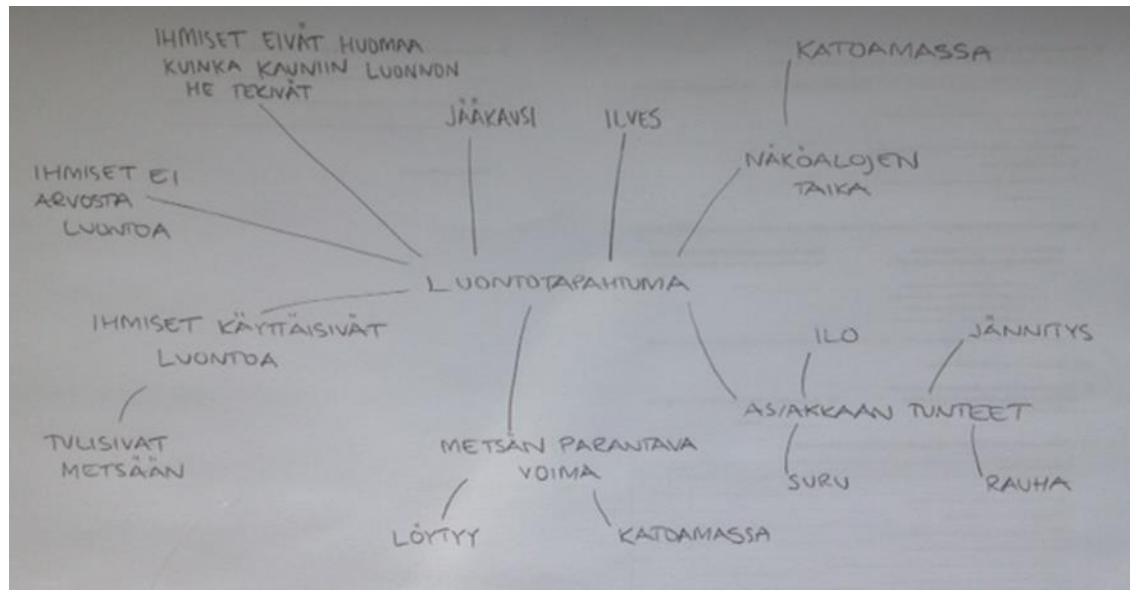 IHMISET EIVÄT HUOMAA
KUINKA KAUNIIN LUONNON
HE TEKIVÄT
KATOAMASSA
JÄÄKAUSI
ILVES
NÄKÖALOJEN
TAIKA
IHMISET EI
ARVOSTA
LUONTOA
LUONTOTAPAHTUMA
IHMISET KÄYTTÄISIVÄT
LUONTOA
ILO
JÄNNITYS
ASIAKKAAN TUNTEET
TULISIVAT
METSÄÄN
METSÄN PARANTAVA
VOIMA
SURU
RAUHA
LÖYTYY
KATOAMASSA